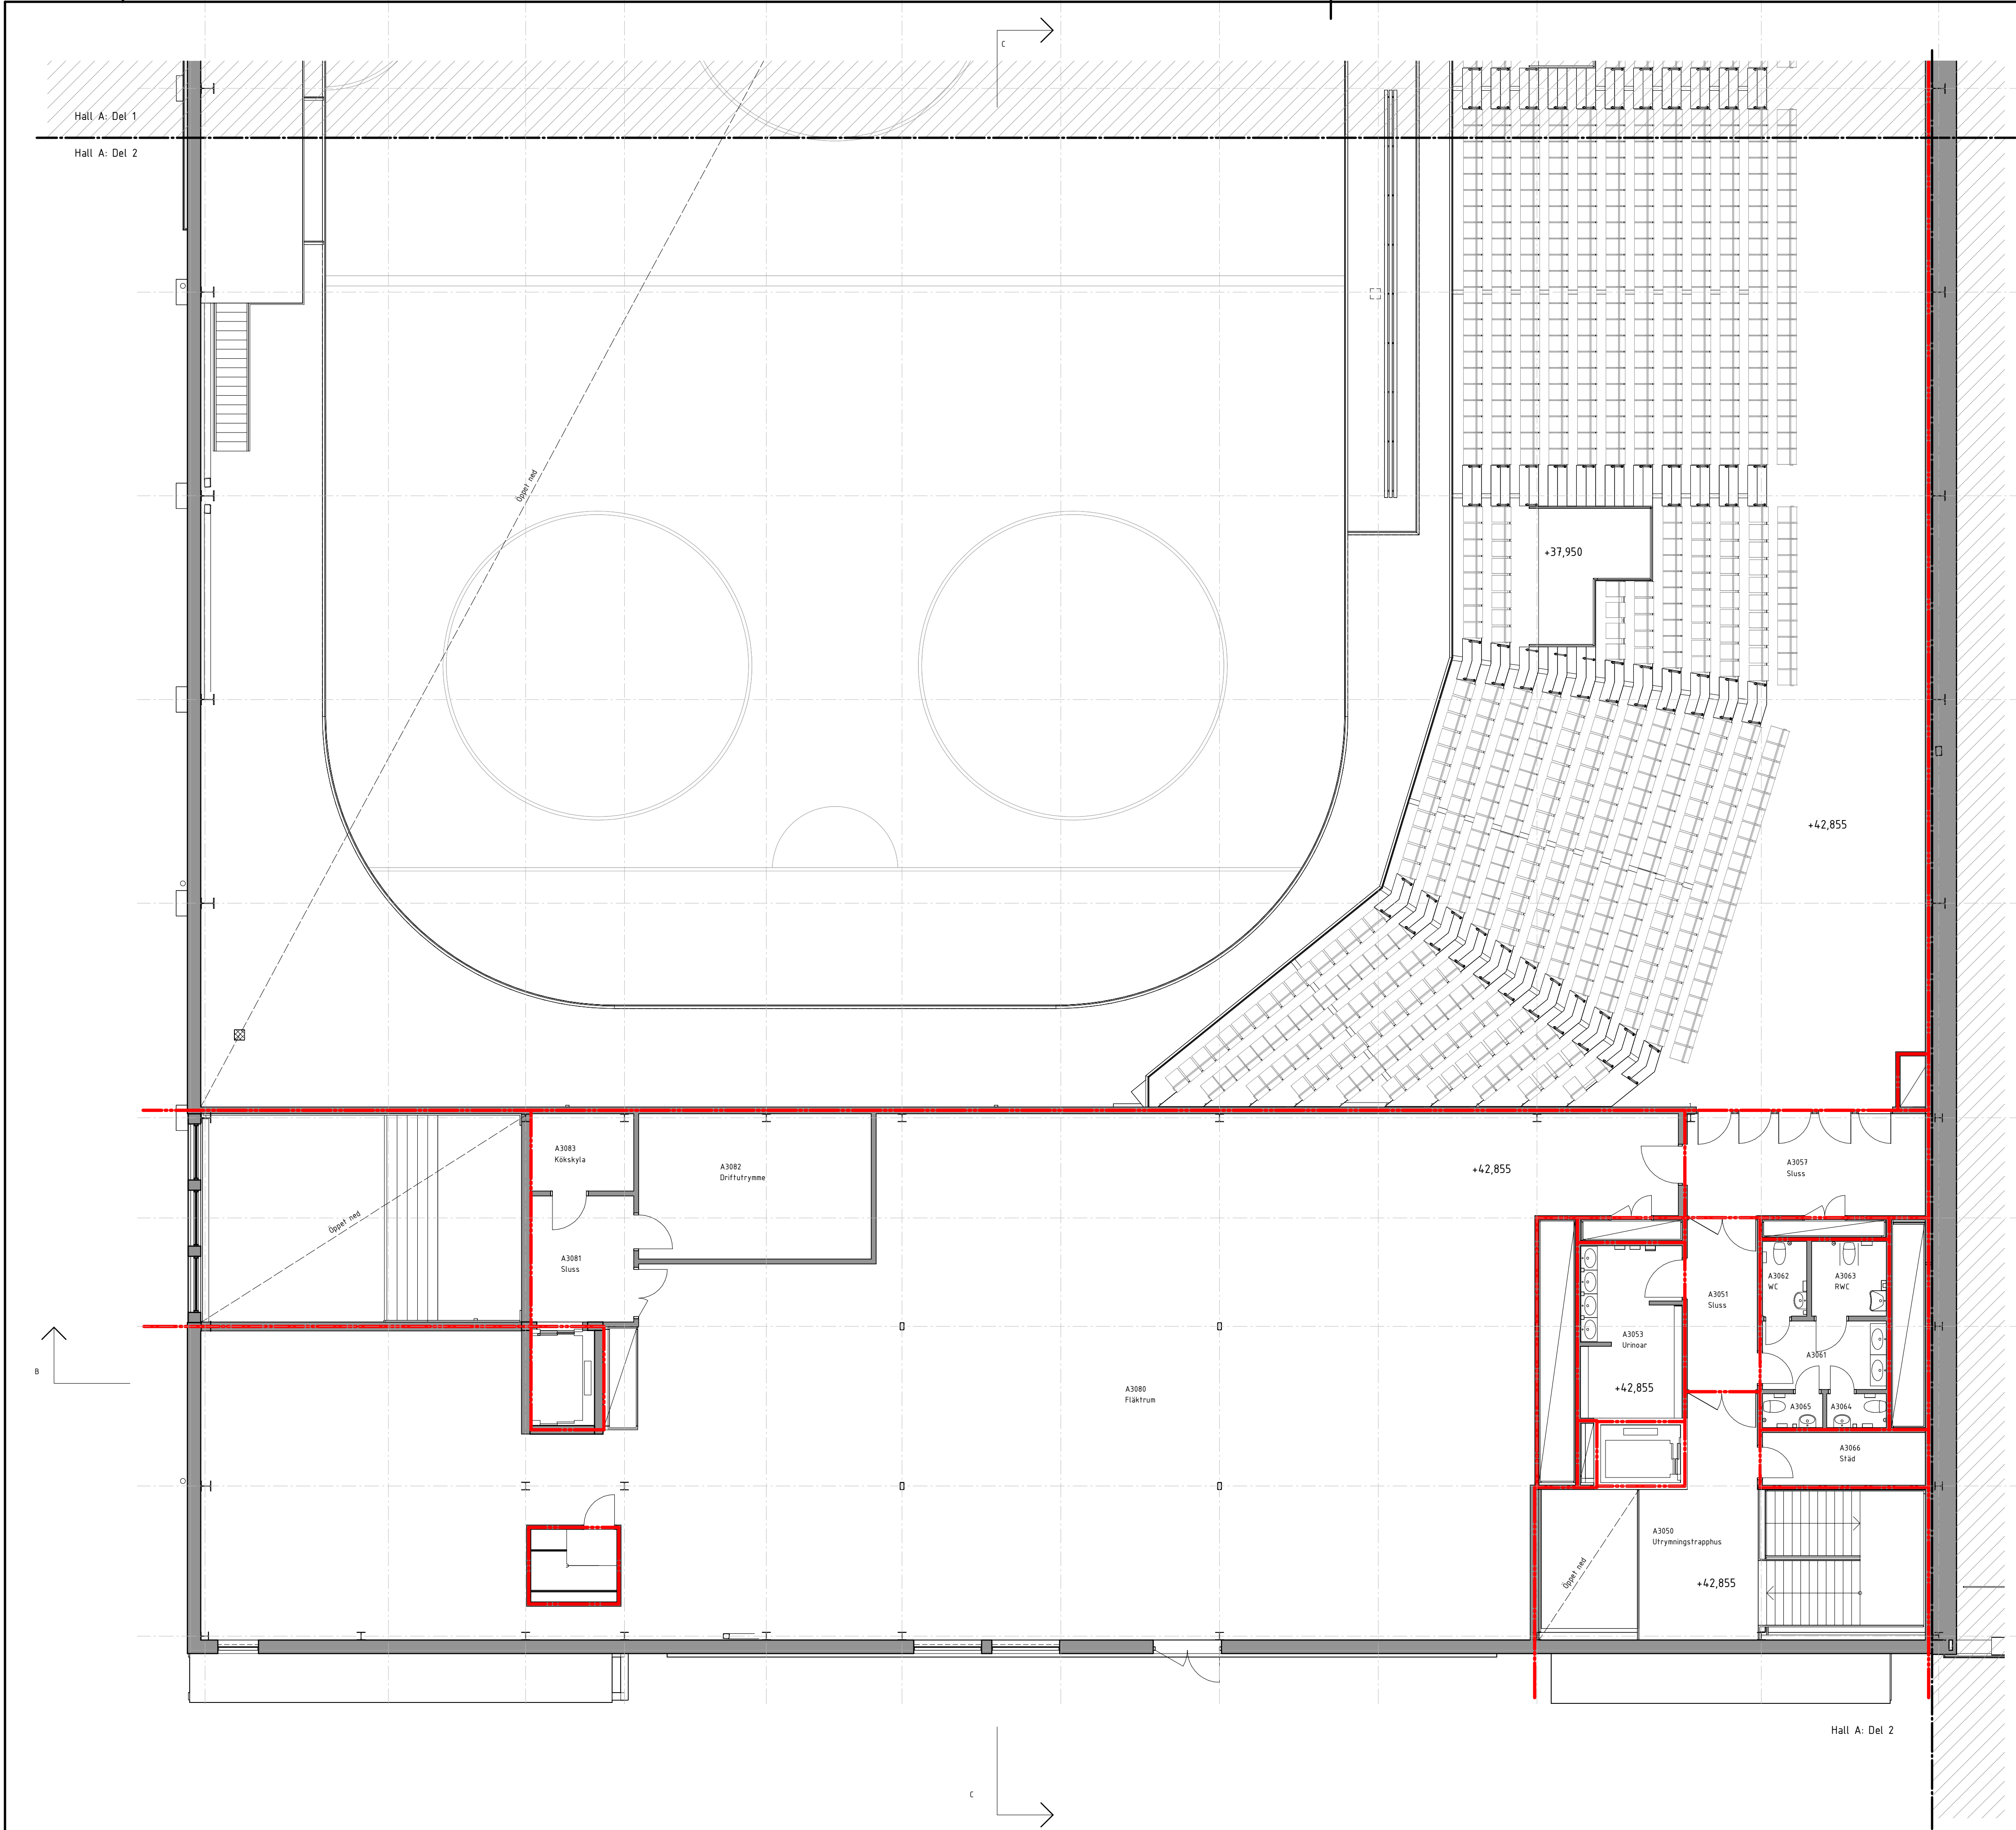 C
Hall A: Del 1
Hall A: Del 2
Öppet ned
+37,950
+42,855
A3083
Kökskyla
A3082
Driftutrymme
+42,855
A3057
Sluss
Öppet ned
A3081
Sluss
A3062
WC
A3063
RWC
A3051
Sluss
A3053
Urinoar
A3061
B
A3080
Fläktrum
+42,855
A3065
A3064
A3066
Städ
A3050
Utrymningstrapphus
Öppet ned
+42,855
Hall A: Del 2
C